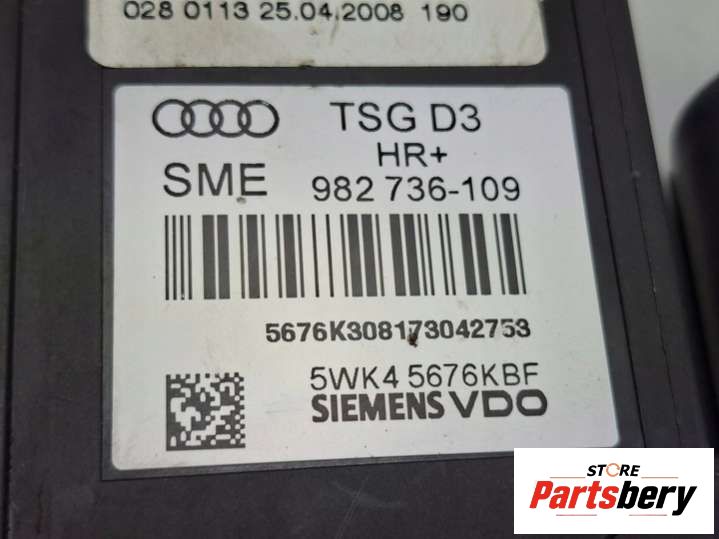 028 0113 25.04.2008 190
TSG D3
HR+
SME 982 736-109
5676K308173042753
5WK4 5676KBF
SIEMENS VDO
STORE
Partsbery